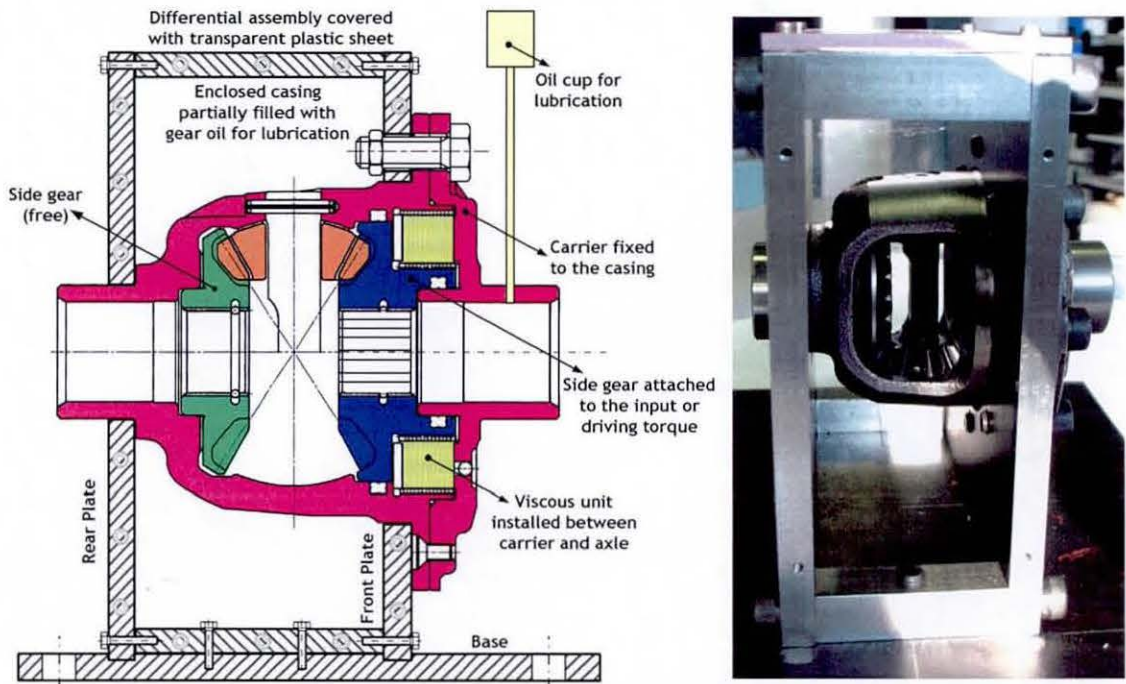 Differential assembly covered
with transparent plastic sheet
Oil cup for
lubrication
Enclosed casing
partially filled with
gear oil for lubrication
Side gear
(free)
Carrier fixed
to the casing
Side gear attached
to the input or
driving torque
Viscous unit
installed between
carrier and axle
Rear Plate
Front Plate
Base